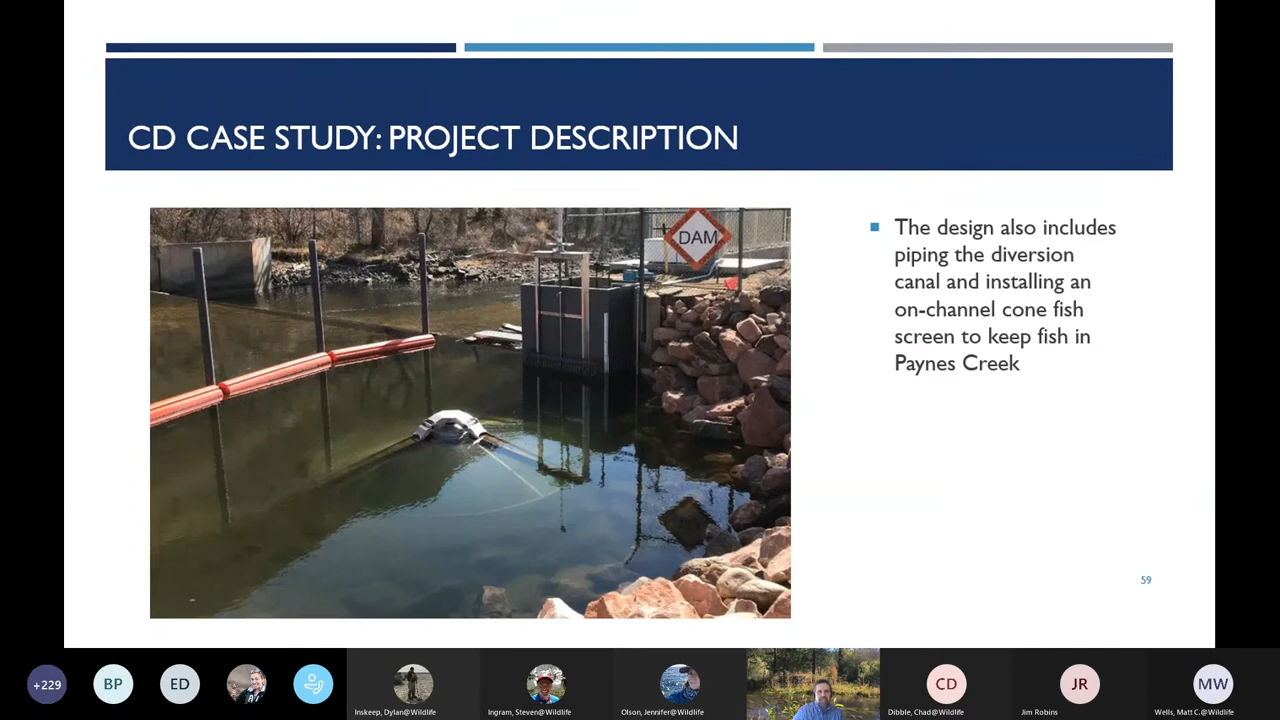 CD CASE STUDY: PROJECT DESCRIPTION
DAM
The design also includes
piping the diversion
canal and installing an
on-channel cone fish
screen to keep fish in
Paynes Creek
59
+229
BP
ED
CD
JR
MW
Inskeep, Dylan@Wildlife
Ingram, Steven@Wildlife
Olson, Jennifer@Wildlife
Dibble, Chad@Wildlife
Jim Robins
Wells, Matt C.@Wildlife